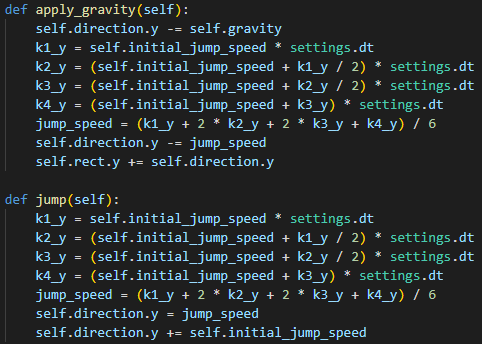 def apply_gravity(self):
self.direction.y -= self.gravity
k1_y = self.initial_jump_speed * settings.dt
k2_y = (self.initial_jump_speed + k1_y / 2) * settings.dt
k3_y = (self.initial_jump_speed + k2_y / 2) * settings.dt
k4_y = (self.initial_jump_speed + k3_y) * settings.dt
jump_speed = (k1_y + 2 * k2_y + 2 * k3_y + k4_y) / 6
self.direction.y -= jump_speed
self.rect.y += self.direction.y
def jump(self):
k1_y = self.initial_jump_speed * settings.dt
k2_y = (self.initial_jump_speed + k1_y / 2) * settings.dt
k3_y = (self.initial_jump_speed + k2_y / 2) * settings.dt
k4_y = (self.initial_jump_speed + k3_y) * settings.dt
jump_speed = (k1_y + 2 * k2_y + 2 * k3_y + k4_y) / 6
self.direction.y = jump_speed
self.direction.y += self.initial_jump_speed